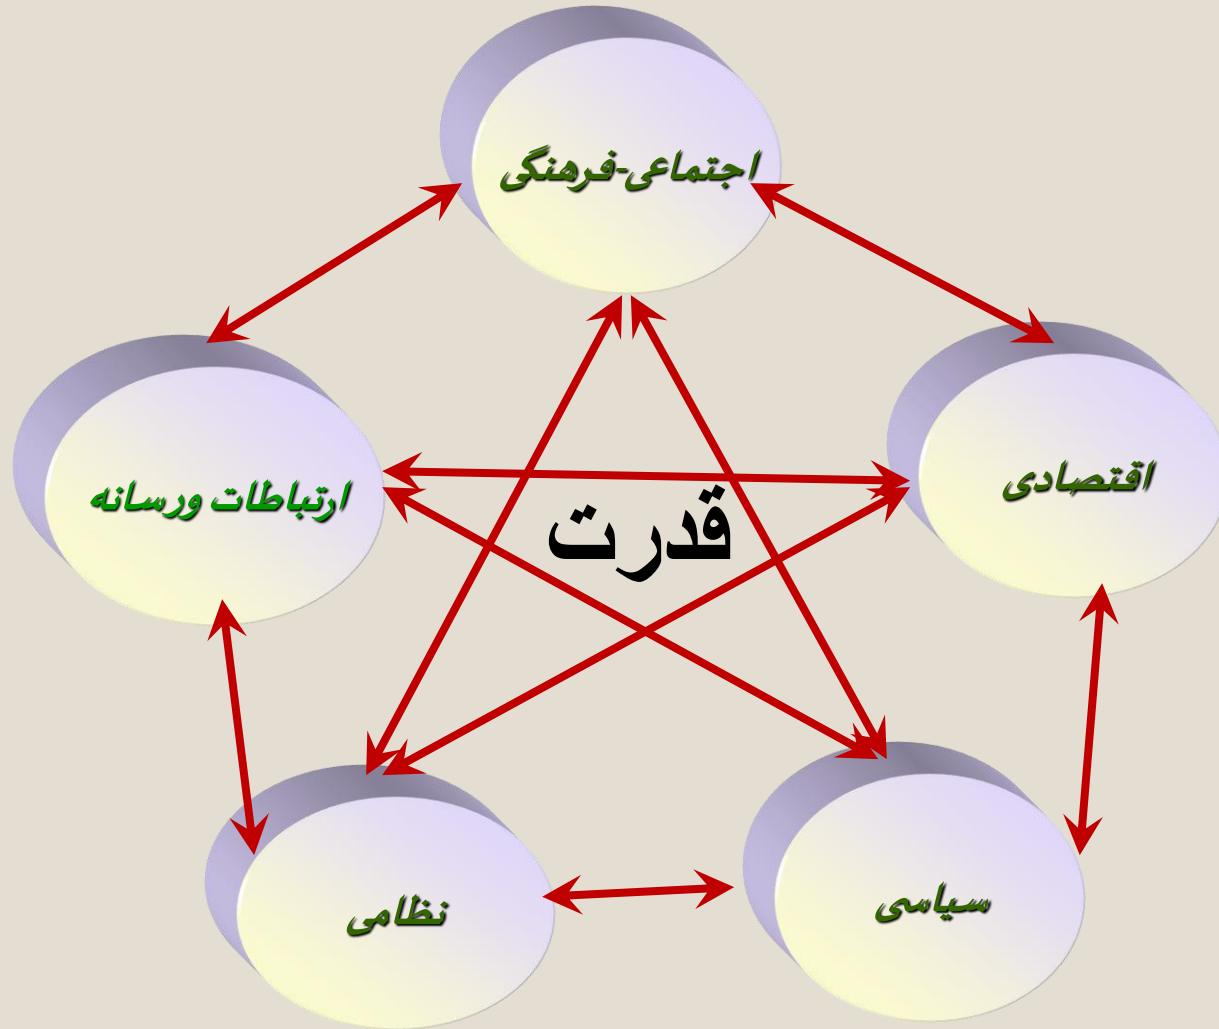 اجتماعی-فرهنگی
اقتصادی
ارتباطات ورسانه
قدرت
سیاسی
نظامی